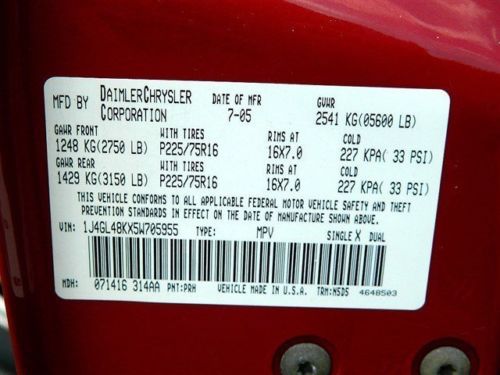 MFD BY DAIMLERCHRYSLER CORPORATION DATE OF MFR 7-05 GVWR 2541 KG(05600 LB)
GAWR FRONT WITH TIRES RIMS AT COLD
1248 KG(2750 LB) P225/75R16 16X7.0 227 KPA( 33 PSI)
GAWR REAR WITH TIRES RIMS AT COLD
1429 KG(3150 LB) P225/75R16 16X7.0 227 KPA( 33 PSI)
THIS VEHICLE CONFORMS TO ALL APPLICABLE FEDERAL MOTOR VEHICLE SAFETY AND THEFT
PREVENTION STANDARDS IN EFFECT ON THE DATE OF MANUFACTURE SHOWN ABOVE.
VIN: 1J4GL48KX5W705955 TYPE: MPV SINGLE X DUAL
MDH: 071416 314AA PNT:PRH VEHICLE MADE IN U.S.A. TRM:N5D5 4648503